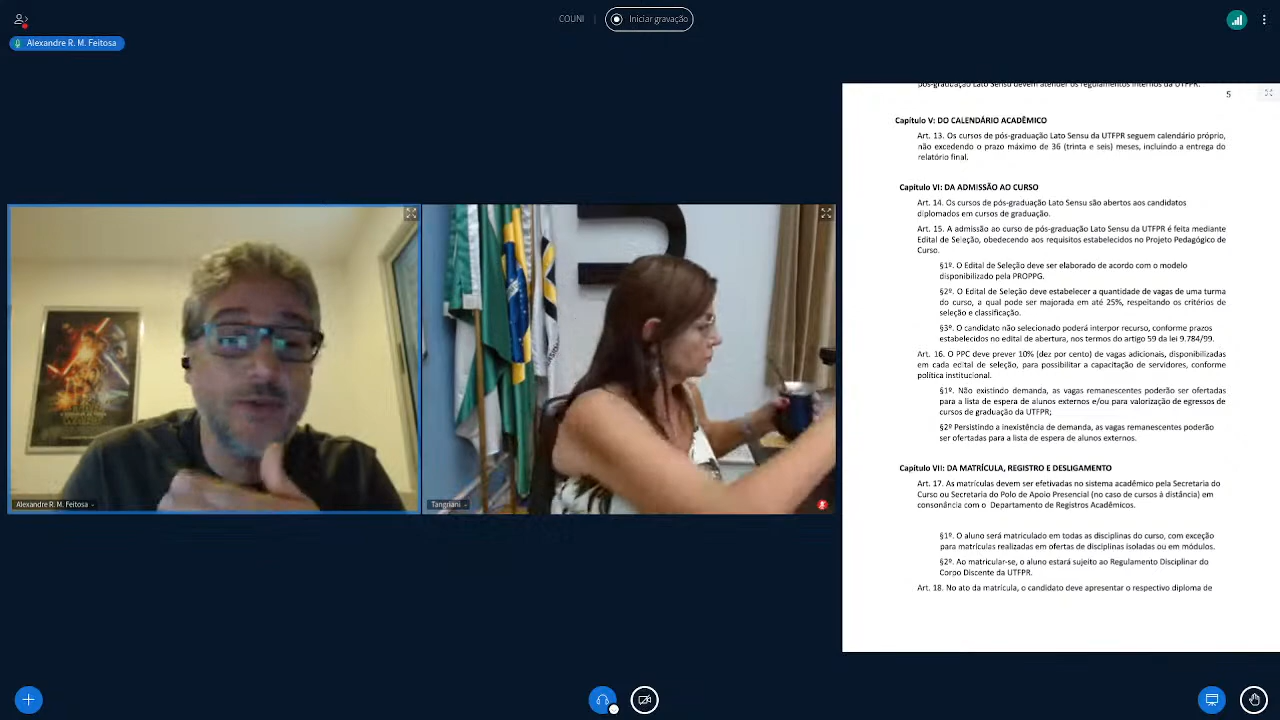 COUNI
Iniciar gravação
Alexandre R. M. Feitosa
pós-graduação Lato Sensu devem atender os regulamentos internos da UTFPR.
5
Capítulo V: DO CALENDÁRIO ACADÊMICO
Art. 13. Os cursos de pós-graduação Lato Sensu da UTFPR seguem calendário próprio,
não excedendo o prazo máximo de 36 (trinta e seis) meses, incluindo a entrega do
relatório final.
Capítulo VI: DA ADMISSÃO AO CURSO
Art. 14. Os cursos de pós-graduação Lato Sensu são abertos aos candidatos
diplomados em cursos de graduação.
Art. 15. A admissão ao curso de pós-graduação Lato Sensu da UTFPR é feita mediante
Edital de Seleção, obedecendo aos requisitos estabelecidos no Projeto Pedagógico de
Curso.
§1º. O Edital de Seleção deve ser elaborado de acordo com o modelo
disponibilizado pela PROPPG.
§2º. O Edital de Seleção deve estabelecer a quantidade de vagas de uma turma
do curso, a qual pode ser majorada em até 25%, respeitando os critérios de
seleção e classificação.
§3º. O candidato não selecionado poderá interpor recurso, conforme prazos
estabelecidos no edital de abertura, nos termos do artigo 59 da lei 9.784/99.
Art. 16. O PPC deve prever 10% (dez por cento) de vagas adicionais, disponibilizadas
em cada edital de seleção, para possibilitar a capacitação de servidores, conforme
política institucional.
§1º. Não existindo demanda, as vagas remanescentes poderão ser ofertadas
para a lista de espera de alunos externos e/ou para valorização de egressos de
cursos de graduação da UTFPR;
§2º Persistindo a inexistência de demanda, as vagas remanescentes poderão
ser ofertadas para a lista de espera de alunos externos.
Capítulo VII: DA MATRÍCULA, REGISTRO E DESLIGAMENTO
Art. 17. As matrículas devem ser efetivadas no sistema acadêmico pela Secretaria do
Curso ou Secretaria do Polo de Apoio Presencial (no caso de cursos à distância) em
consonância com o Departamento de Registros Acadêmicos.
§1º. O aluno será matriculado em todas as disciplinas do curso, com exceção
para matrículas realizadas em ofertas de disciplinas isoladas ou em módulos.
§2º. Ao matricular-se, o aluno estará sujeito ao Regulamento Disciplinar do
Corpo Discente da UTFPR.
Art. 18. No ato da matrícula, o candidato deve apresentar o respectivo diploma de
Alexandre R. M. Feitosa
Tangriani